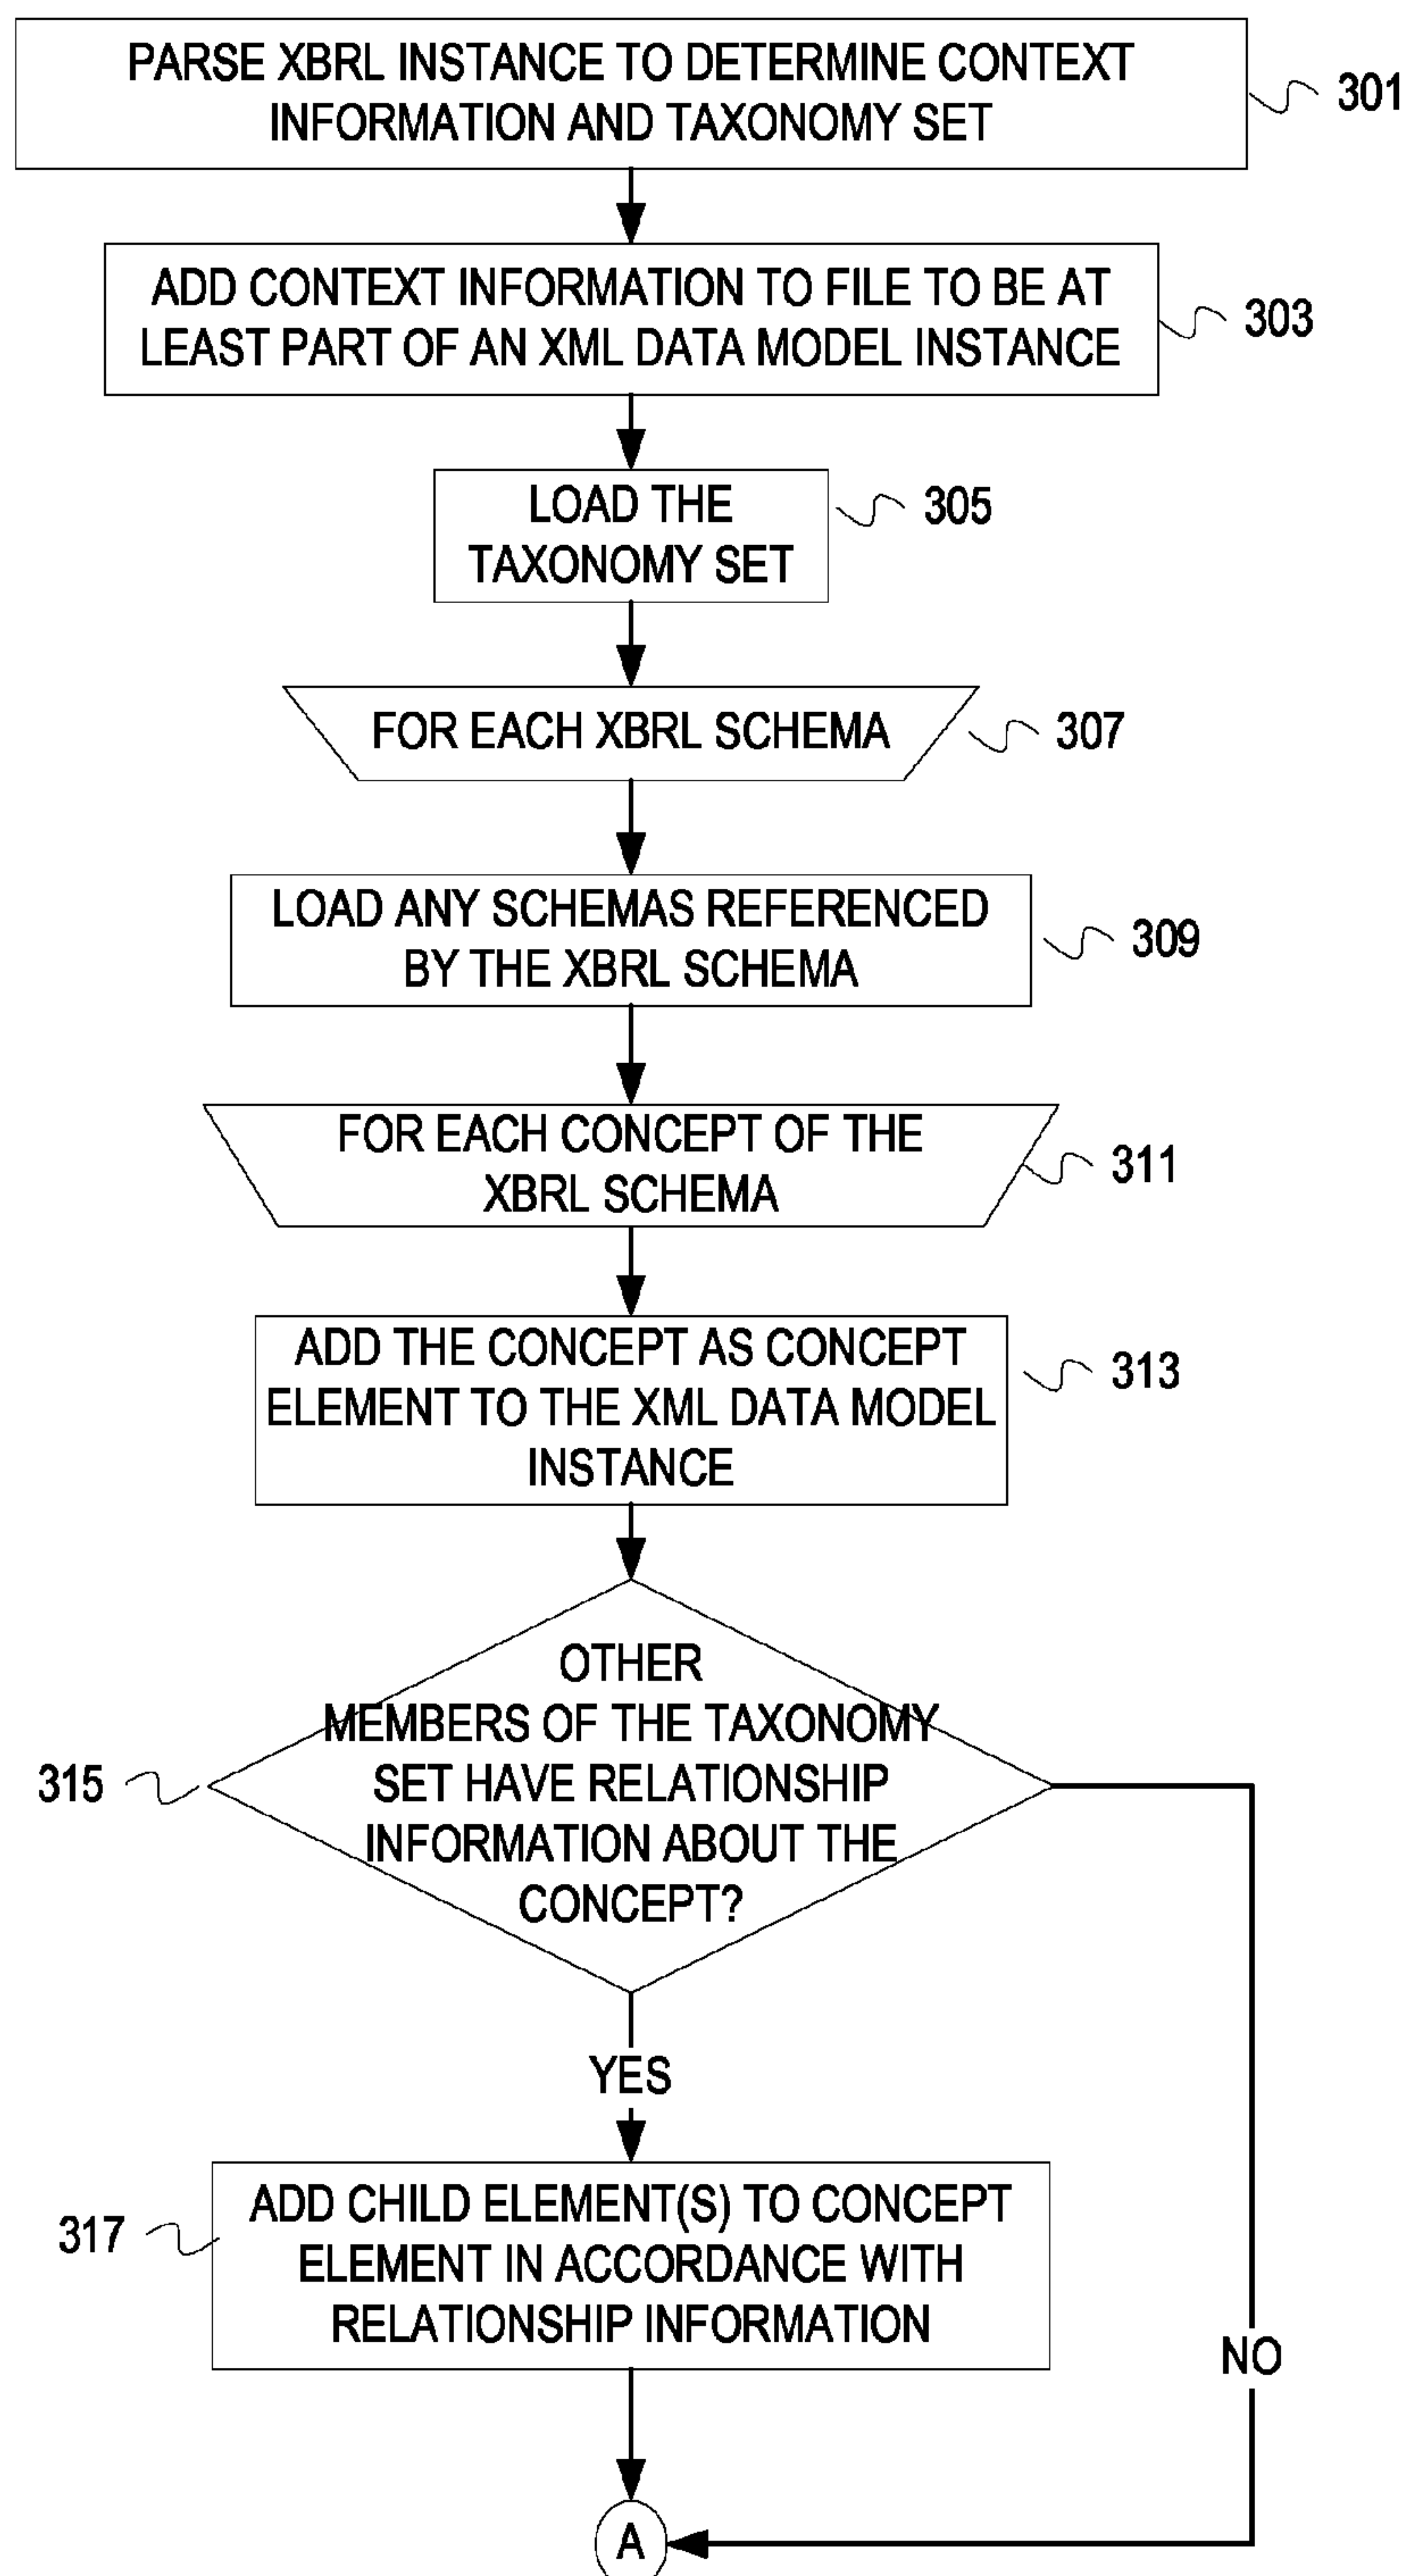 PARSE XBRL INSTANCE TO DETERMINE CONTEXT
INFORMATION AND TAXONOMY SET
301
ADD CONTEXT INFORMATION TO FILE TO BE AT
LEAST PART OF AN XML DATA MODEL INSTANCE
303
LOAD THE
TAXONOMY SET
305
FOR EACH XBRL SCHEMA
307
LOAD ANY SCHEMAS REFERENCED
BY THE XBRL SCHEMA
309
FOR EACH CONCEPT OF THE
XBRL SCHEMA
311
ADD THE CONCEPT AS CONCEPT
ELEMENT TO THE XML DATA MODEL
INSTANCE
313
OTHER
MEMBERS OF THE TAXONOMY
SET HAVE RELATIONSHIP
INFORMATION ABOUT THE
CONCEPT?
315
YES
ADD CHILD ELEMENT(S) TO CONCEPT
ELEMENT IN ACCORDANCE WITH
RELATIONSHIP INFORMATION
317
NO
A